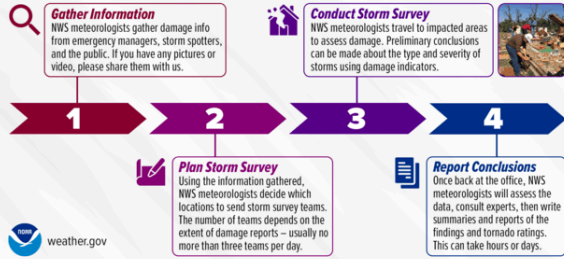 Gather Information
NWS meteorologists gather damage info
from emergency managers, storm spotters,
and the public. If you have any pictures or
video, please share them with us.
Conduct Storm Survey
NWS meteorologists travel to impacted areas
to assess damage. Preliminary conclusions
can be made about the type and severity of
storms using damage indicators.
1
2
3
4
Plan Storm Survey
Using the information gathered,
NWS meteorologists decide which
locations to send storm survey teams.
The number of teams depends on the
extent of damage reports – usually no
more than three teams per day.
Report Conclusions
Once back at the office, NWS
meteorologists will assess the
data, consult experts, then write
summaries and reports of the
findings and tornado ratings.
This can take hours or days.
NOAA
weather.gov